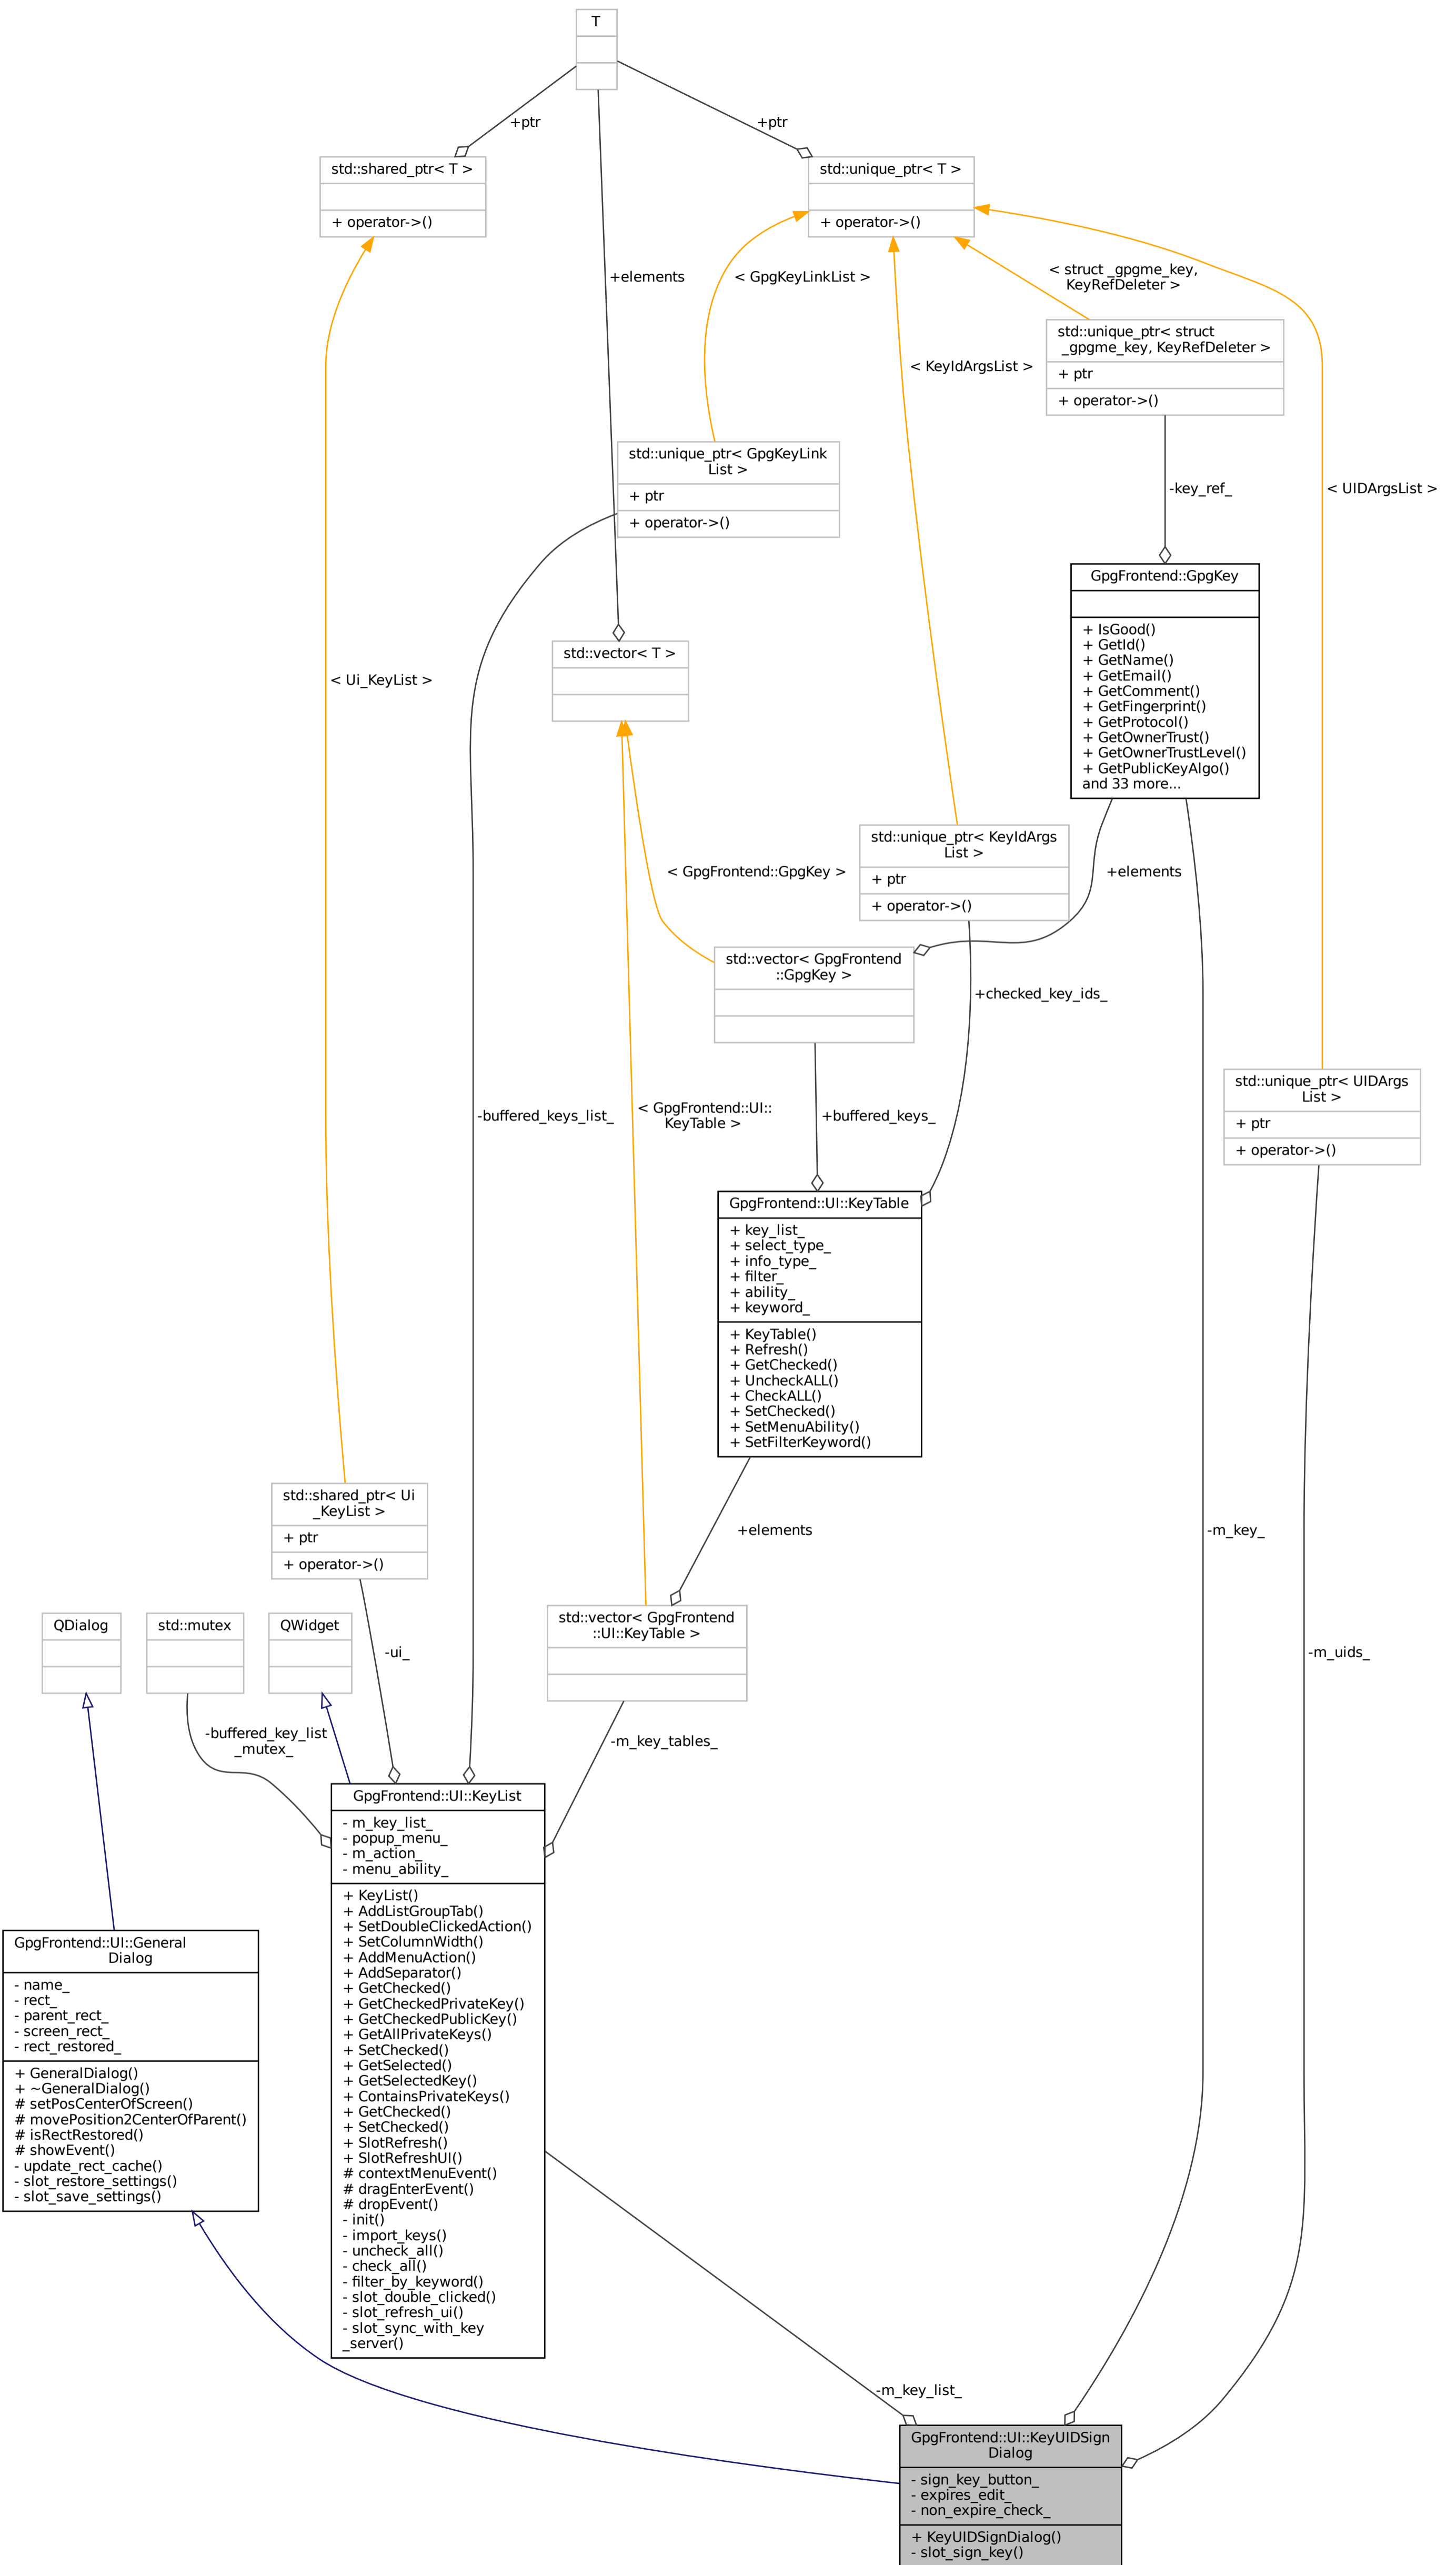 T
+ptr
+ptr
std::shared_ptr< T >
+ operator->()
std::unique_ptr< T >
+ operator->()
+elements
< GpgKeyLinkList >
< struct _gpgme_key,
KeyRefDeleter >
std::unique_ptr< struct
_gpgme_key, KeyRefDeleter >
+ ptr
+ operator->()
< KeyIdArgsList >
std::unique_ptr< GpgKeyLink
List >
+ ptr
+ operator->()
-key_ref_
< UIDArgsList >
GpgFrontend::GpgKey
+ IsGood()
+ GetId()
+ GetName()
+ GetEmail()
+ GetComment()
+ GetFingerprint()
+ GetProtocol()
+ GetOwnerTrust()
+ GetOwnerTrustLevel()
+ GetPublicKeyAlgo()
and 33 more...
std::vector< T >
< Ui_KeyList >
std::unique_ptr< KeyIdArgs
List >
+ ptr
+ operator->()
< GpgFrontend::GpgKey >
+elements
std::vector< GpgFrontend
::GpgKey >
+checked_key_ids_
std::unique_ptr< UIDArgs
List >
+ ptr
+ operator->()
-buffered_keys_list_
< GpgFrontend::UI::
KeyTable >
+buffered_keys_
GpgFrontend::UI::KeyTable
+ key_list_
+ select_type_
+ info_type_
+ filter_
+ ability_
+ keyword_
+ KeyTable()
+ Refresh()
+ GetChecked()
+ UncheckALL()
+ CheckALL()
+ SetChecked()
+ SetMenuAbility()
+ SetFilterKeyword()
std::shared_ptr< Ui
_KeyList >
+ ptr
+ operator->()
+elements
-m_key_
QDialog
std::mutex
QWidget
-ui_
std::vector< GpgFrontend
::UI::KeyTable >
-m_uids_
-buffered_key_list
_mutex_
-m_key_tables_
GpgFrontend::UI::KeyList
- m_key_list_
- popup_menu_
- m_action_
- menu_ability_
+ KeyList()
+ AddListGroupTab()
+ SetDoubleClickedAction()
+ SetColumnWidth()
+ AddMenuAction()
+ AddSeparator()
+ GetChecked()
+ GetCheckedPrivateKey()
+ GetCheckedPublicKey()
+ GetAllPrivateKeys()
+ SetChecked()
+ GetSelected()
+ GetSelectedKey()
+ ContainsPrivateKeys()
+ GetChecked()
+ SetChecked()
+ SlotRefresh()
+ SlotRefreshUI()
# contextMenuEvent()
# dragEnterEvent()
# dropEvent()
- init()
- import_keys()
- uncheck_all()
- check_all()
- filter_by_keyword()
- slot_double_clicked()
- slot_refresh_ui()
- slot_sync_with_key
_server()
GpgFrontend::UI::General
Dialog
- name_
- rect_
- parent_rect_
- screen_rect_
- rect_restored_
+ GeneralDialog()
+ ~GeneralDialog()
# setPosCenterOfScreen()
# movePosition2CenterOfParent()
# isRectRestored()
# showEvent()
- update_rect_cache()
- slot_restore_settings()
- slot_save_settings()
-m_key_list_
GpgFrontend::UI::KeyUIDSign
Dialog
- sign_key_button_
- expires_edit_
- non_expire_check_
+ KeyUIDSignDialog()
- slot_sign_key()